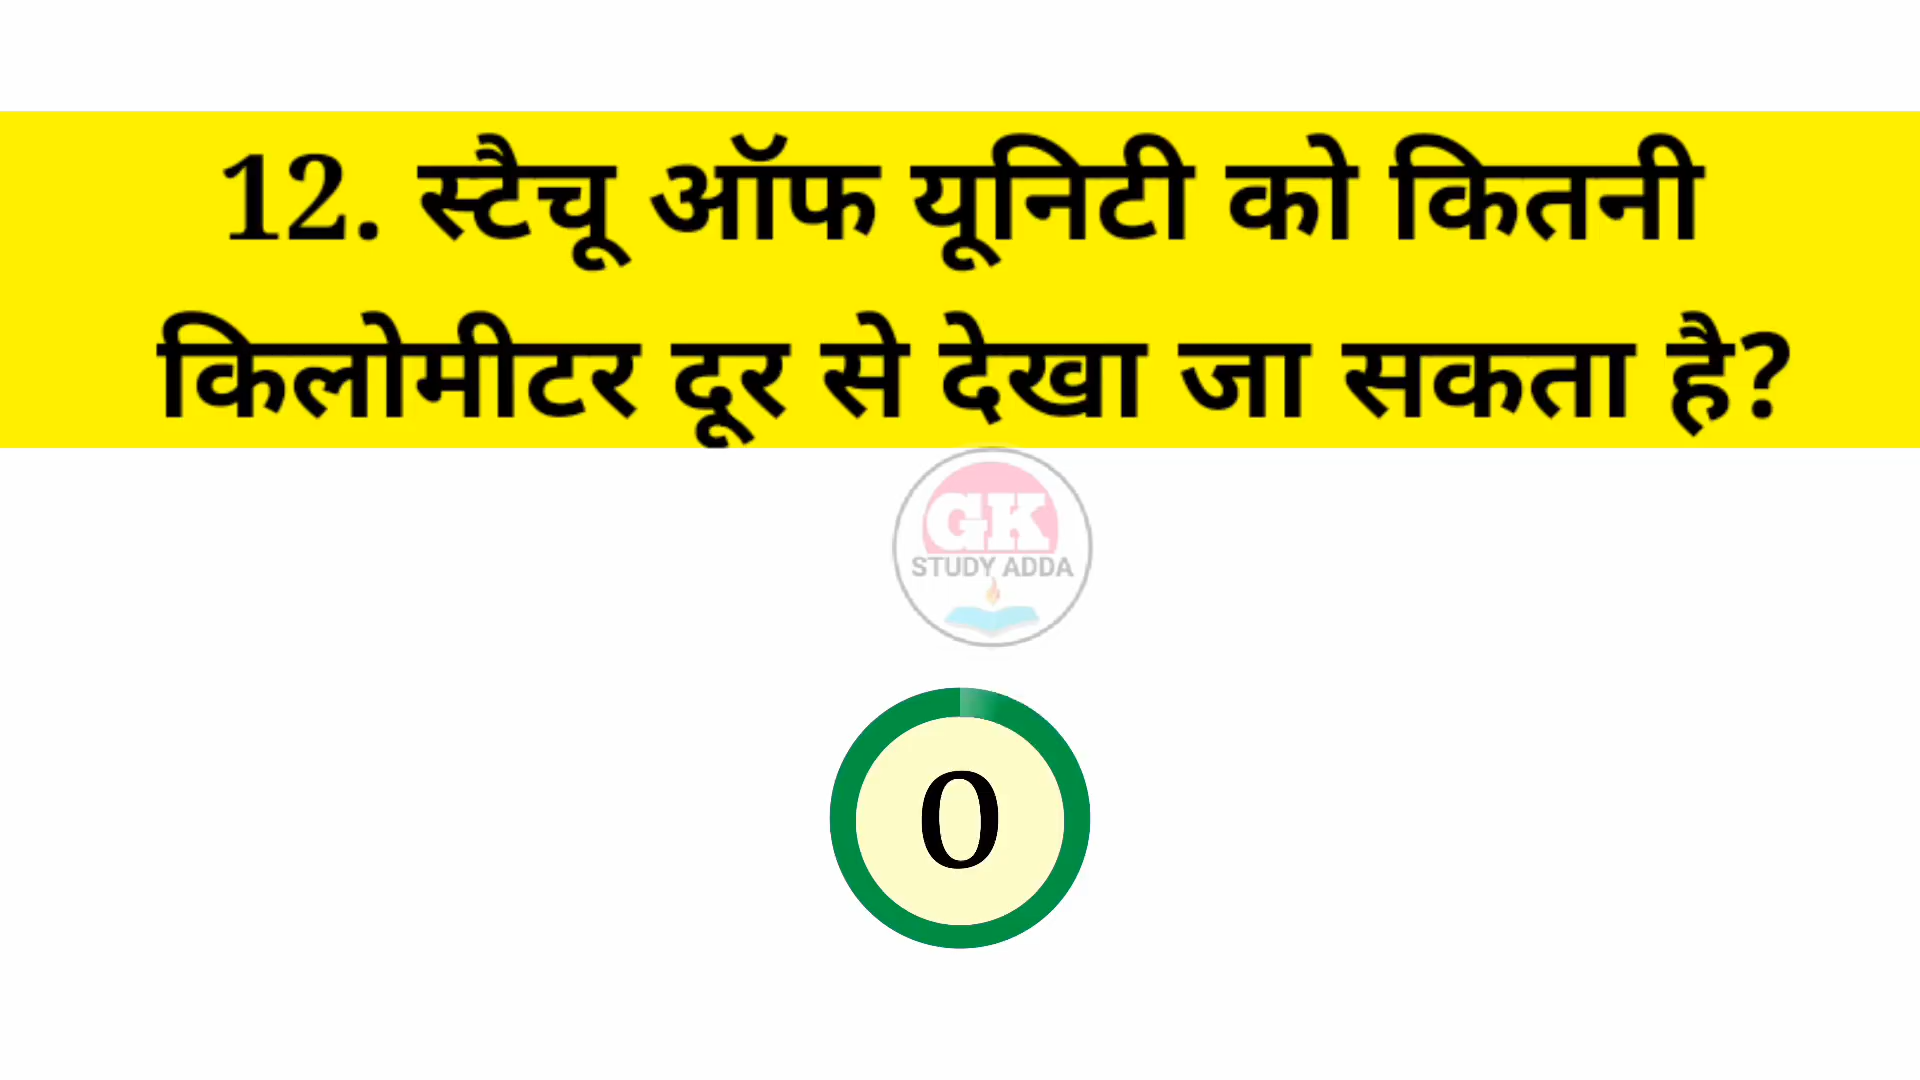 12. स्टैचू ऑफ यूनिटी को कितनी
किलोमीटर दूर से देखा जा सकता है?
GK
STUDY ADDA
0